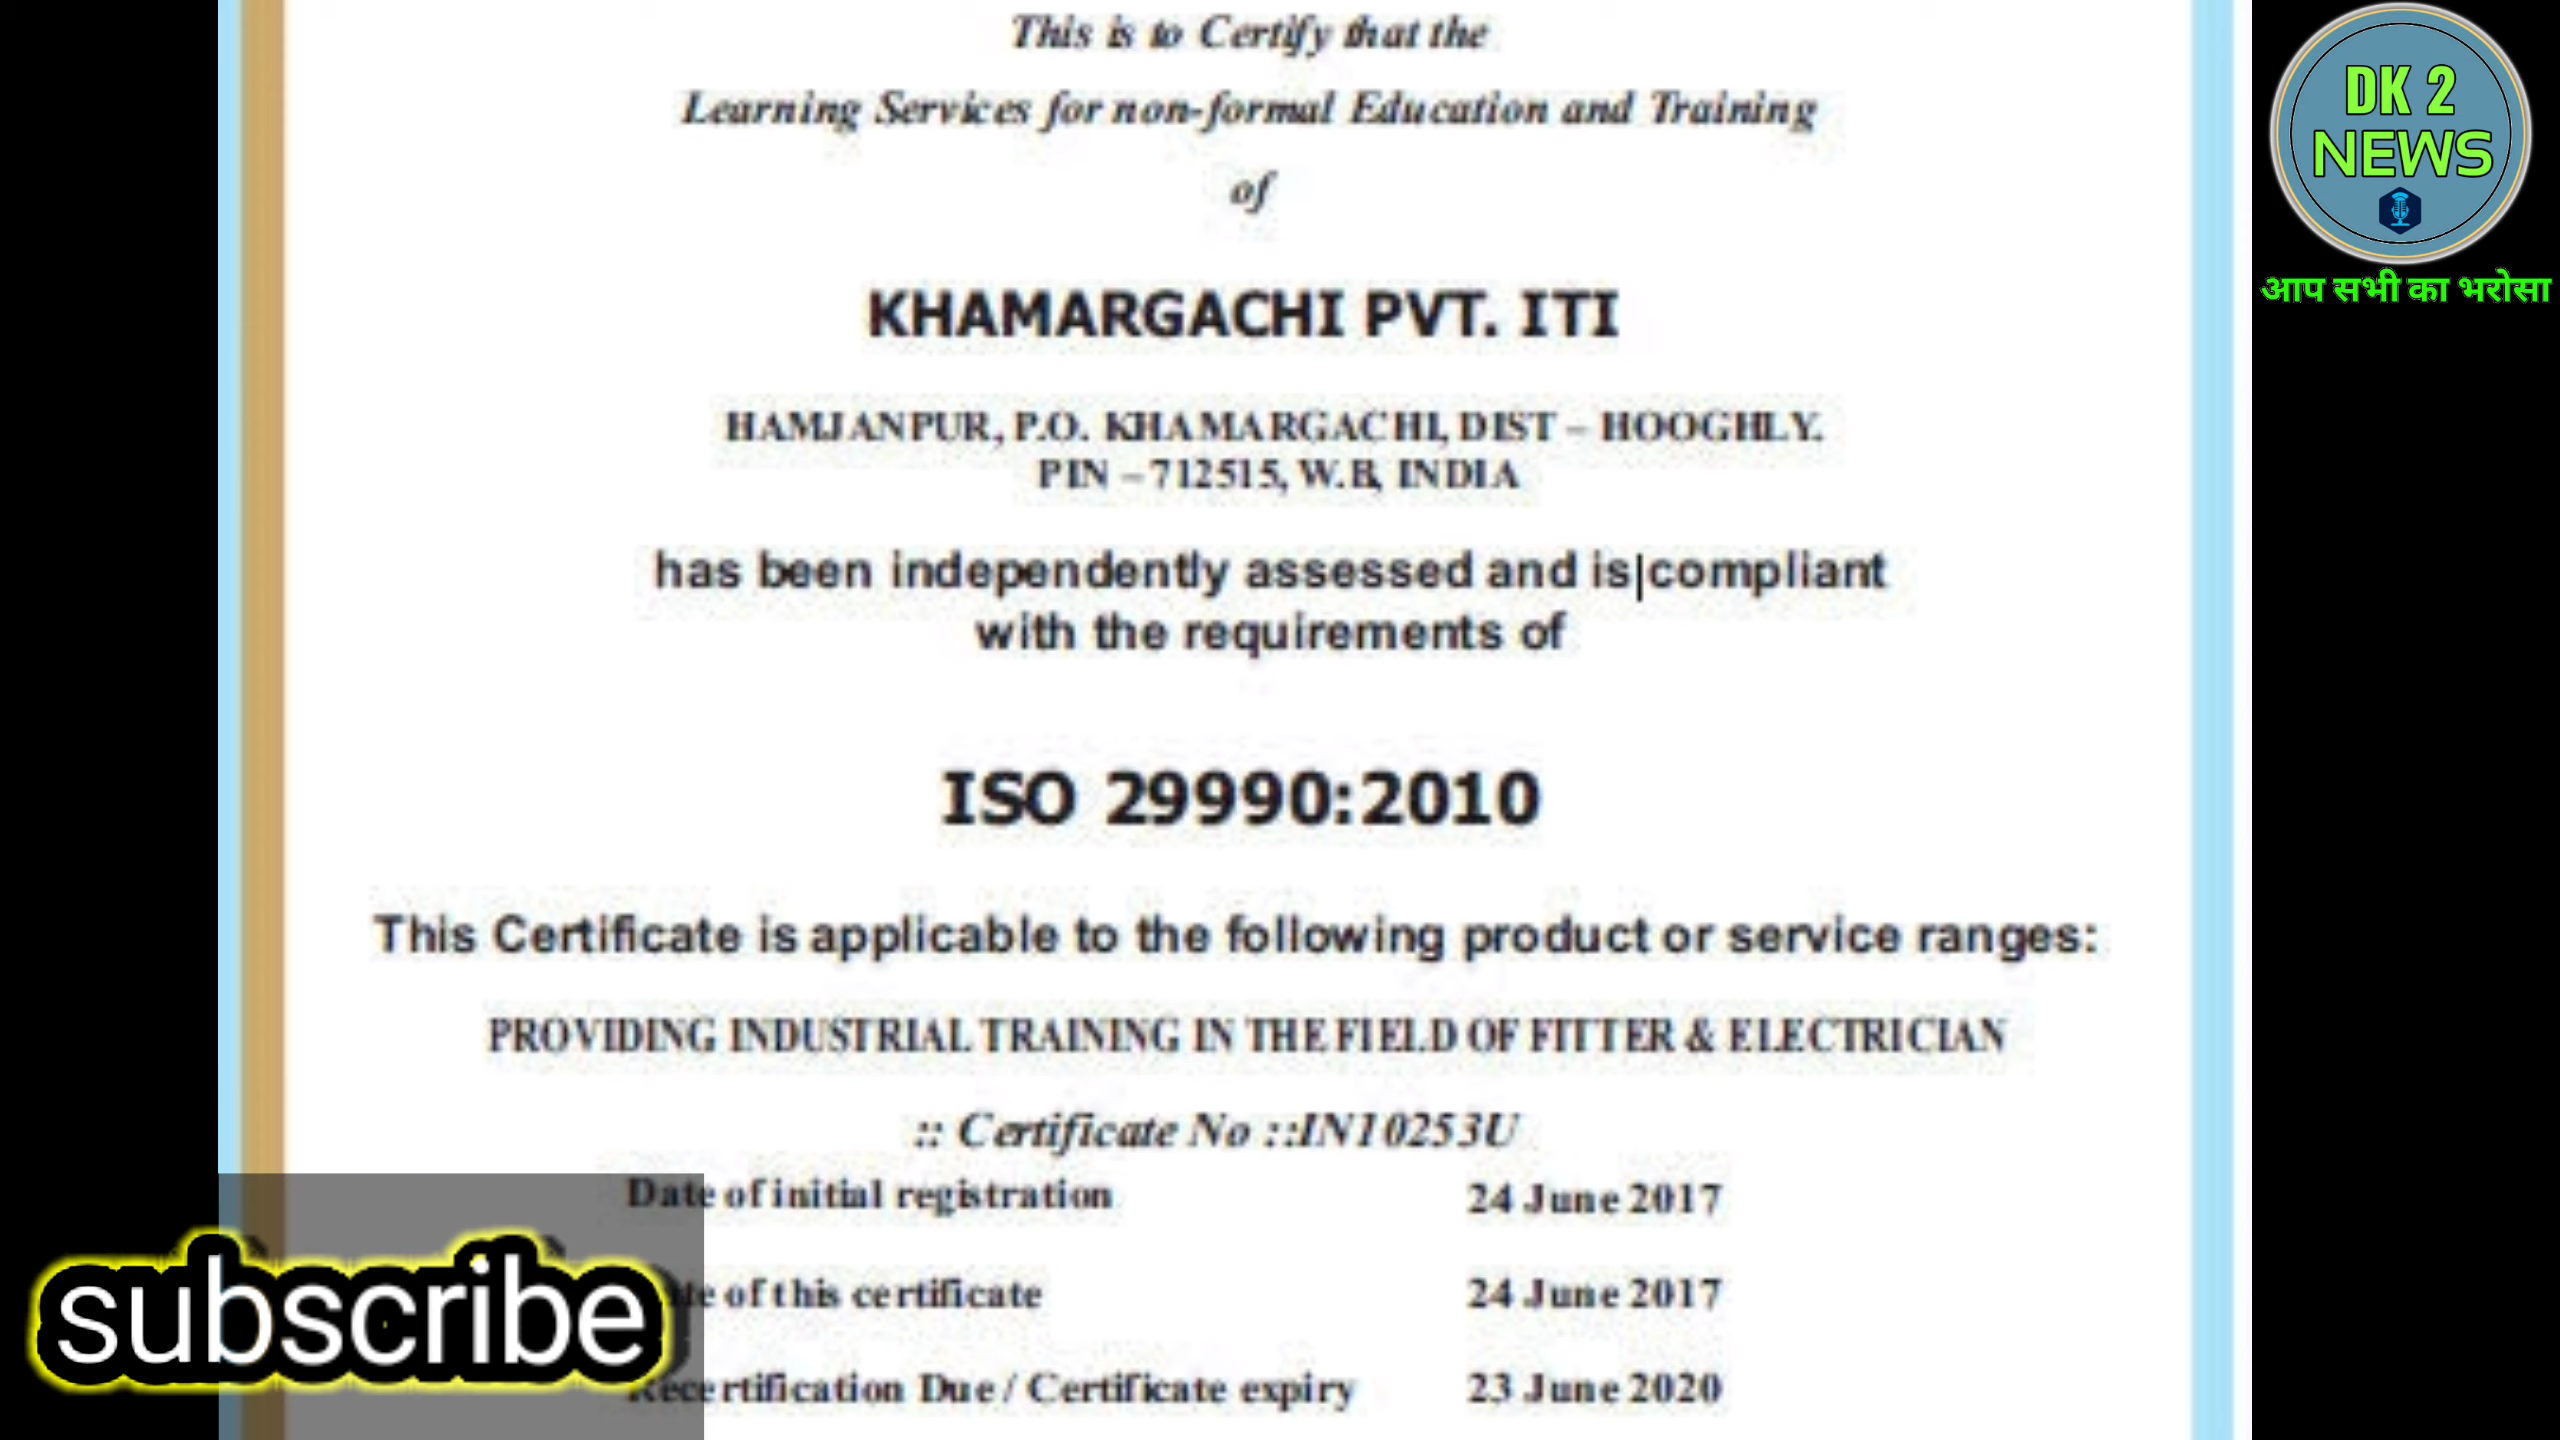 This is to Certify that the
Learning Services for non-formal Education and Training
of
KHAMARGACHI PVT. ITI
HAMJANPUR, P.O. KHAMARGACHI, DIST – HOOGHLY.
PIN – 712515, W.B, INDIA
has been independently assessed and is|compliant
with the requirements of
ISO 29990:2010
This Certificate is applicable to the following product or service ranges:
PROVIDING INDUSTRIAL TRAINING IN THE FIELD OF FITTER & ELECTRICIAN
:: Certificate No ::IN10253U
Date of initial registration 24 June 2017
of this certificate 24 June 2017
Recertification Due / Certificate expiry 23 June 2020
subscribe
DK 2
NEWS
आप सभी का भरोसा